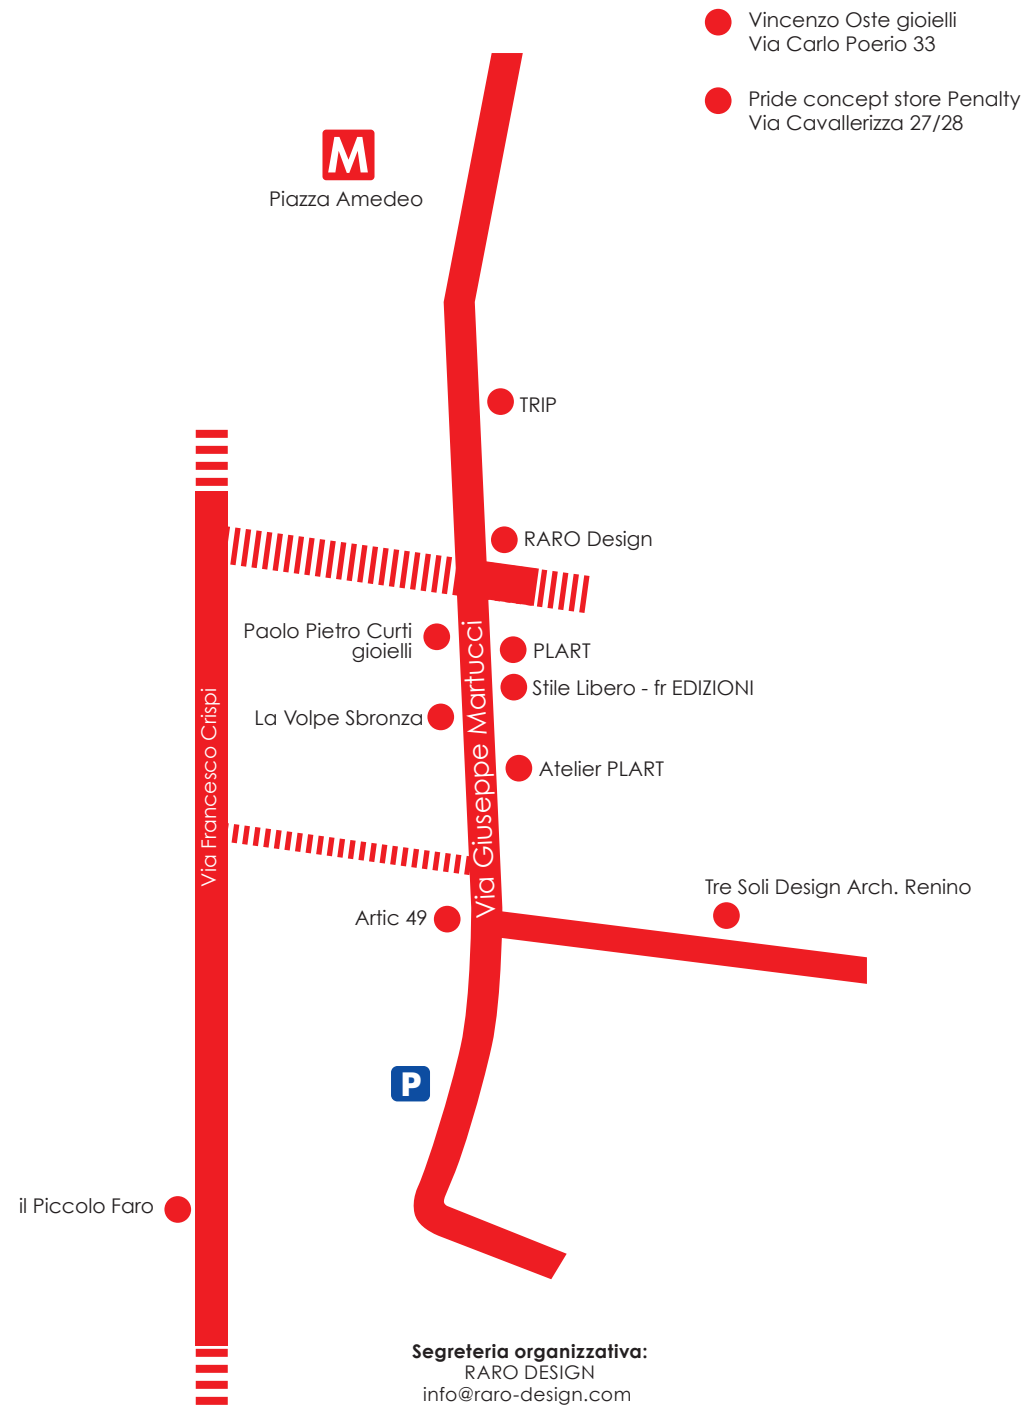 Vincenzo Oste gioielli
Via Carlo Poerio 33
Pride concept store Penalty
Via Cavallerizza 27/28
M
Piazza Amedeo
TRIP
RARO Design
Paolo Pietro Curti
gioielli
PLART
Stile Libero - fr EDIZIONI
La Volpe Sbronza
Via Giuseppe Martucci
Via Francesco Crispi
Atelier PLART
Tre Soli Design Arch. Renino
Artic 49
P
il Piccolo Faro
Segreteria organizzativa:
RARO DESIGN
info@raro-design.com